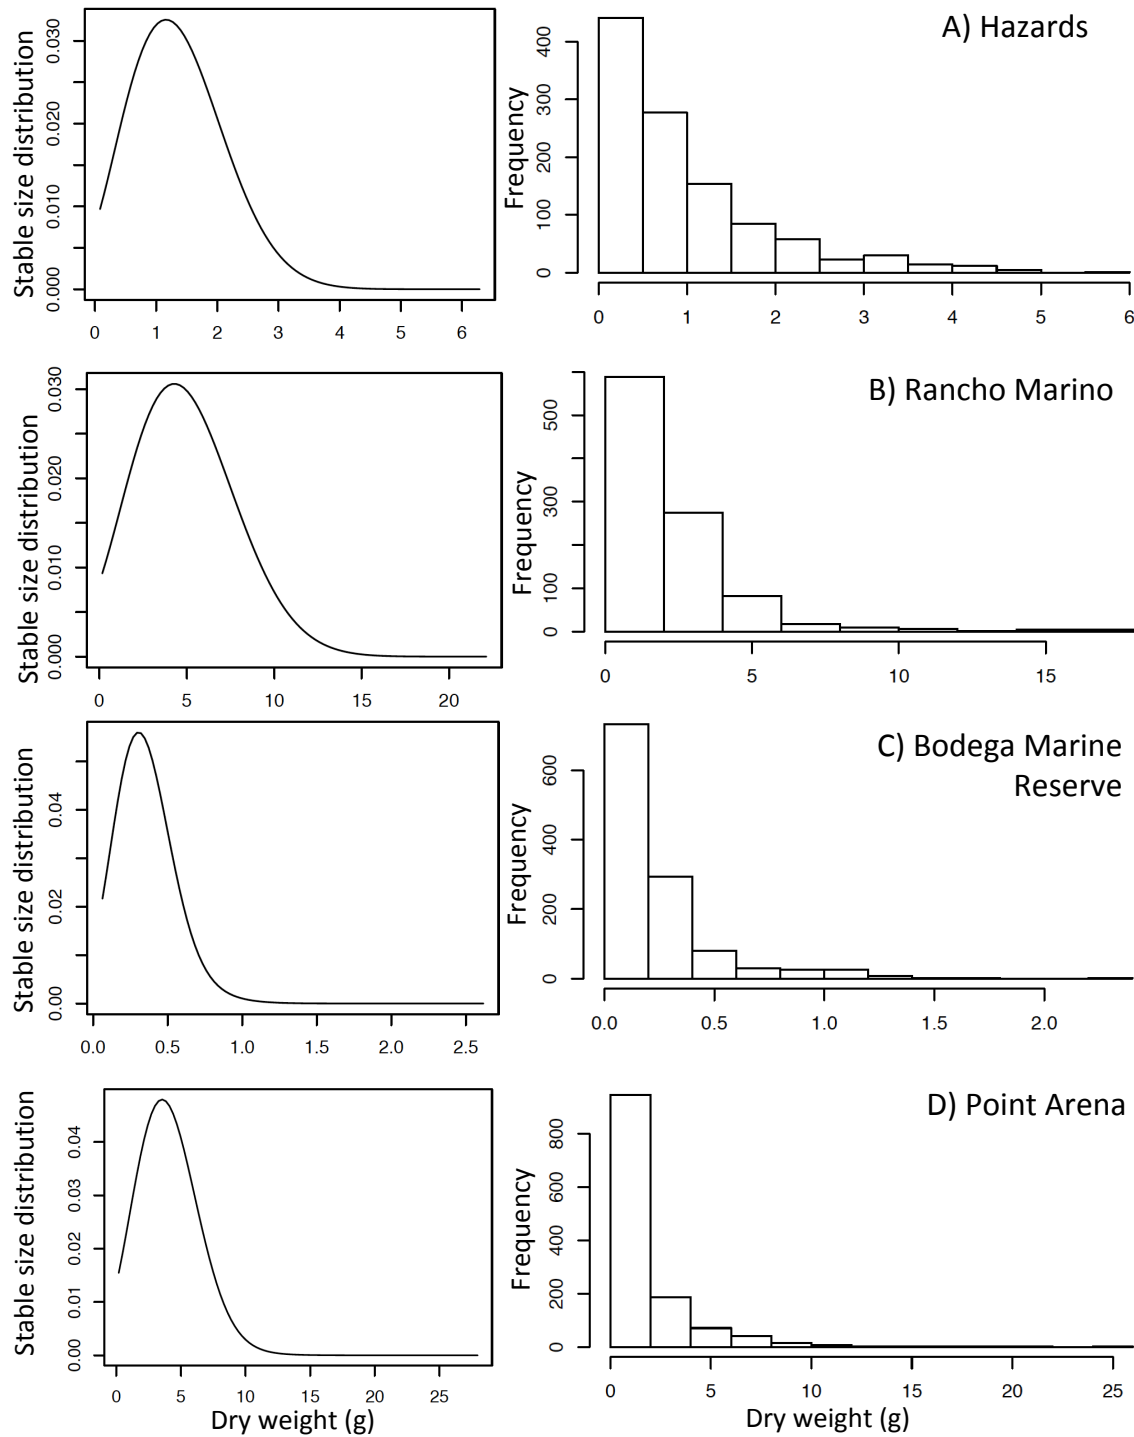 A) Hazards
Stable size distribution
0.000 0.010 0.020 0.030
0 1 2 3 4 5 6
Frequency
0 100 200 300 400
0 1 2 3 4 5 6
B) Rancho Marino
Stable size distribution
0.000 0.010 0.020 0.030
0 5 10 15 20
Frequency
0 100 300 500
0 5 10 15
C) Bodega Marine
Reserve
Stable size distribution
0.00 0.02 0.04
0.0 0.5 1.0 1.5 2.0 2.5
Frequency
0 200 400 600
0.0 0.5 1.0 1.5 2.0
D) Point Arena
Stable size distribution
0.00 0.01 0.02 0.03 0.04
0 5 10 15 20 25
Dry weight (g)
Frequency
0 200 400 600 800
0 5 10 15 20 25
Dry weight (g)